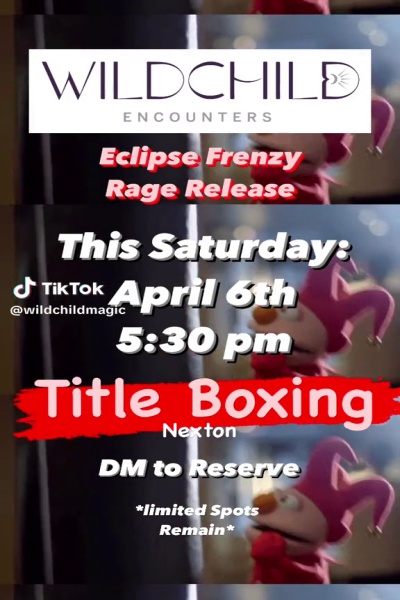 WILDCHILD
ENCOUNTERS
Eclipse Frenzy
Rage Release
This Saturday:
TikTok
April 6th
@wildchildmagic
5:30 pm
Title Boxing
Nexton
DM to Reserve
*limited Spots
Remain*